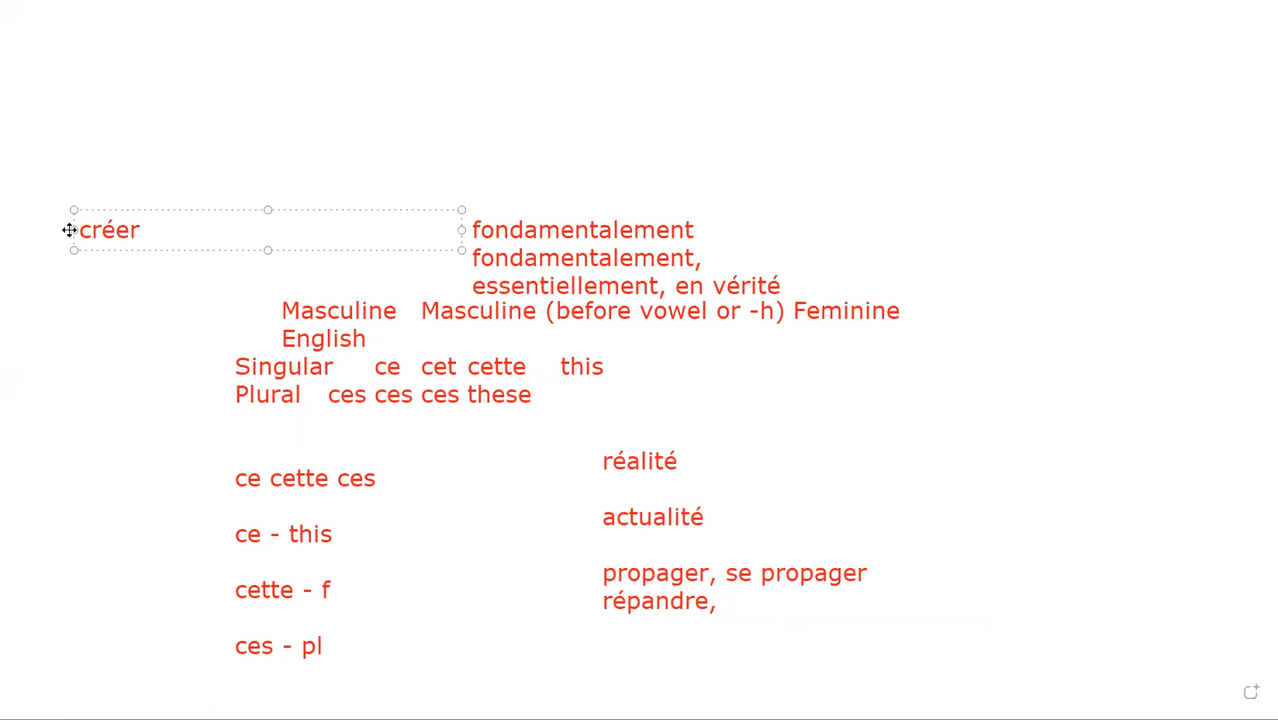 créer
fondamentalement
fondamentalement,
essentiellement, en vérité
Masculine Masculine (before vowel or -h) Feminine
English
Singular ce cet cette this
Plural ces ces ces these
ce cette ces
ce - this
cette - f
ces - pl
réalité
actualité
propager, se propager
répandre,